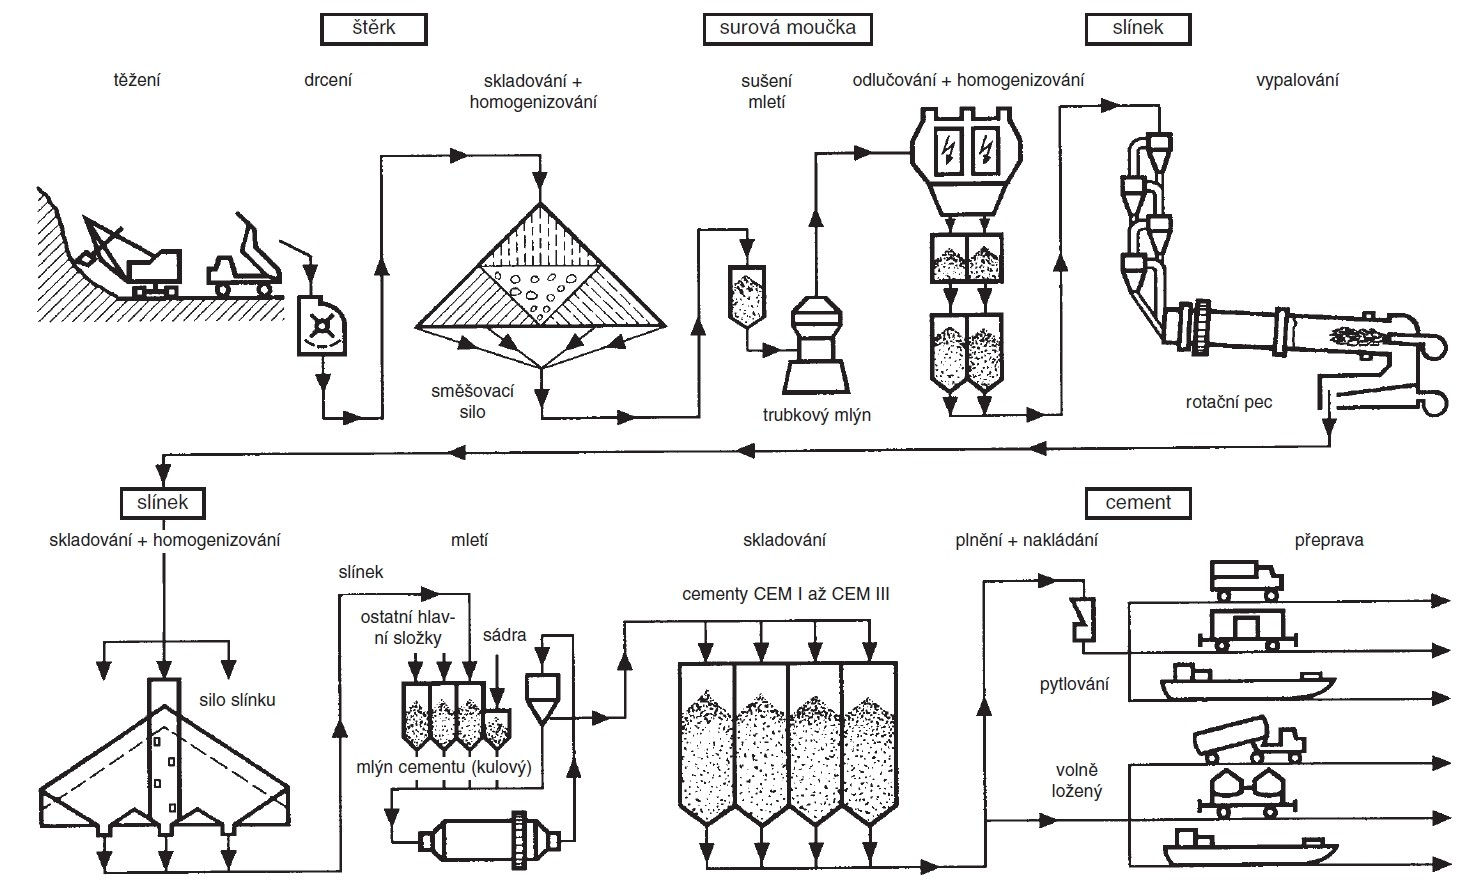 štěrk
surová moučka
slínek
těžení
drcení
skladování +
homogenizování
sušení
mletí
odlučování + homogenizování
vypalování
směšovací
silo
trubkový mlýn
rotační pec
slínek
cement
skladování + homogenizování
mletí
skladování
plnění + nakládání
přeprava
slínek
ostatní hlav-
ní složky
sádra
cementy CEM I až CEM III
silo slínku
pytlování
mlýn cementu (kulový)
volně
ložený